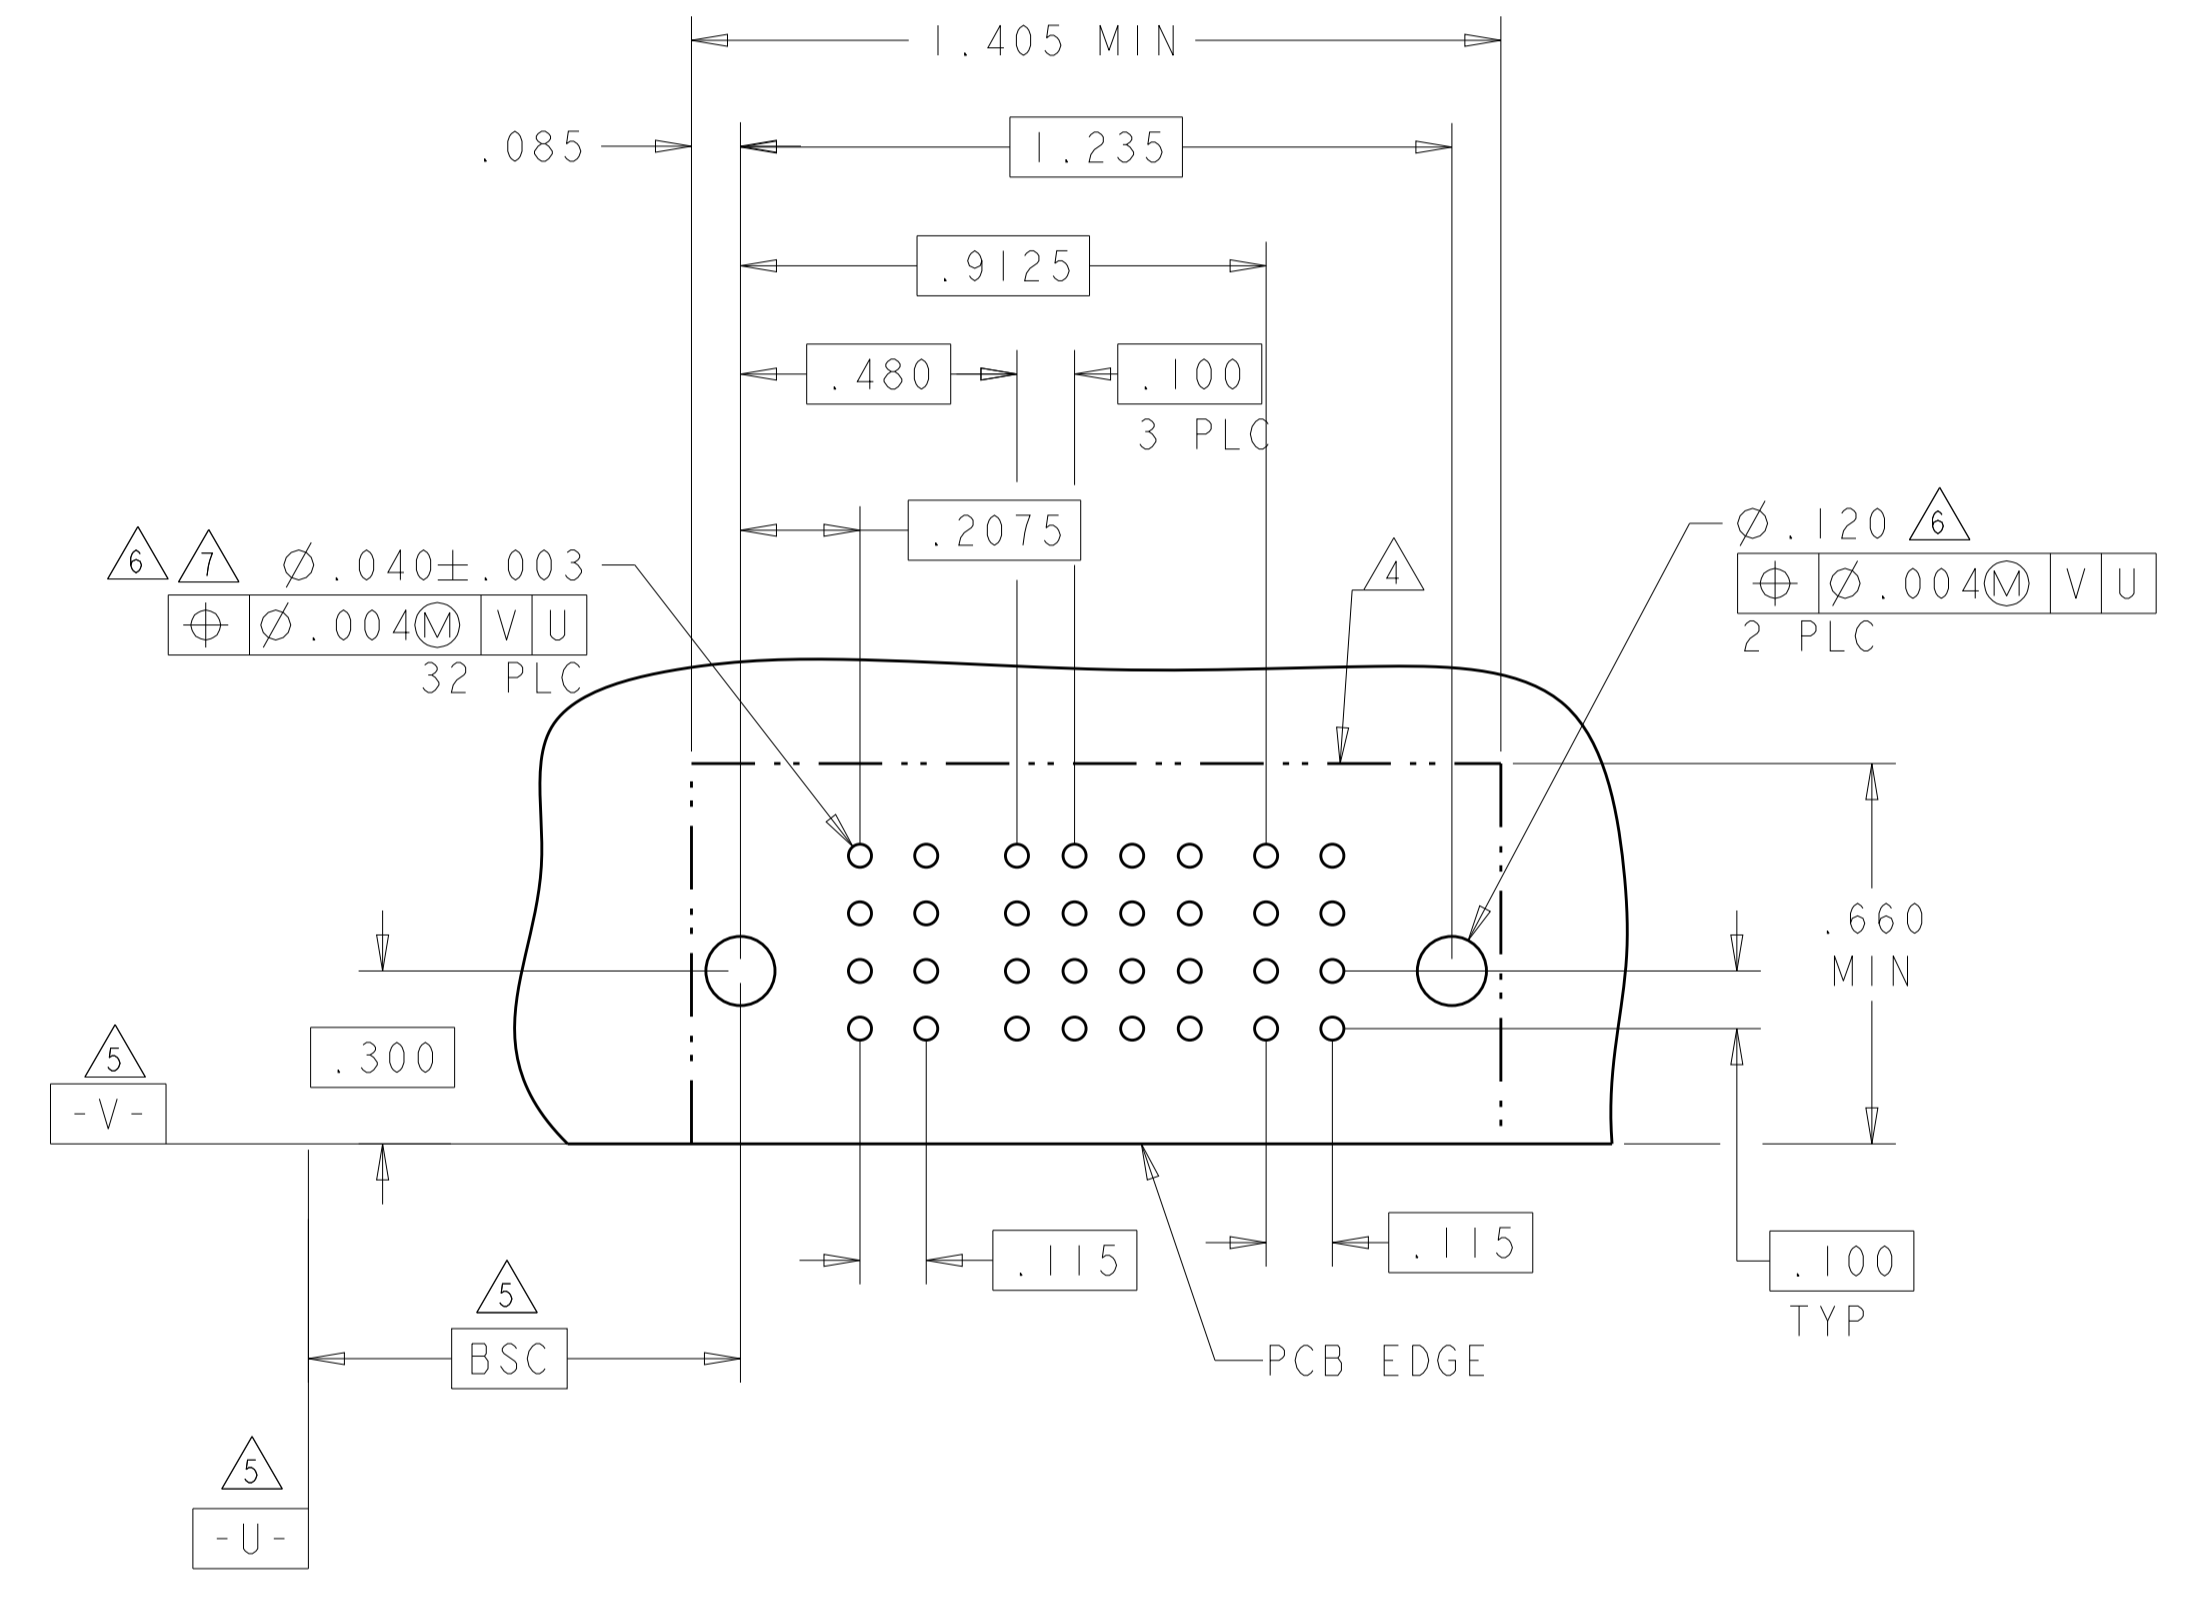 1.405 MIN
.085
1.235
.9125
.480
.100
3 PLC
.2075
6 7 Ø.040±.003
⌖ Ø.004Ⓜ V U
32 PLC
4
Ø.120 6
⌖ Ø.004Ⓜ V U
2 PLC
.660
MIN
.300
5
-V-
.115
.115
.100
TYP
5
BSC
PCB EDGE
5
-U-